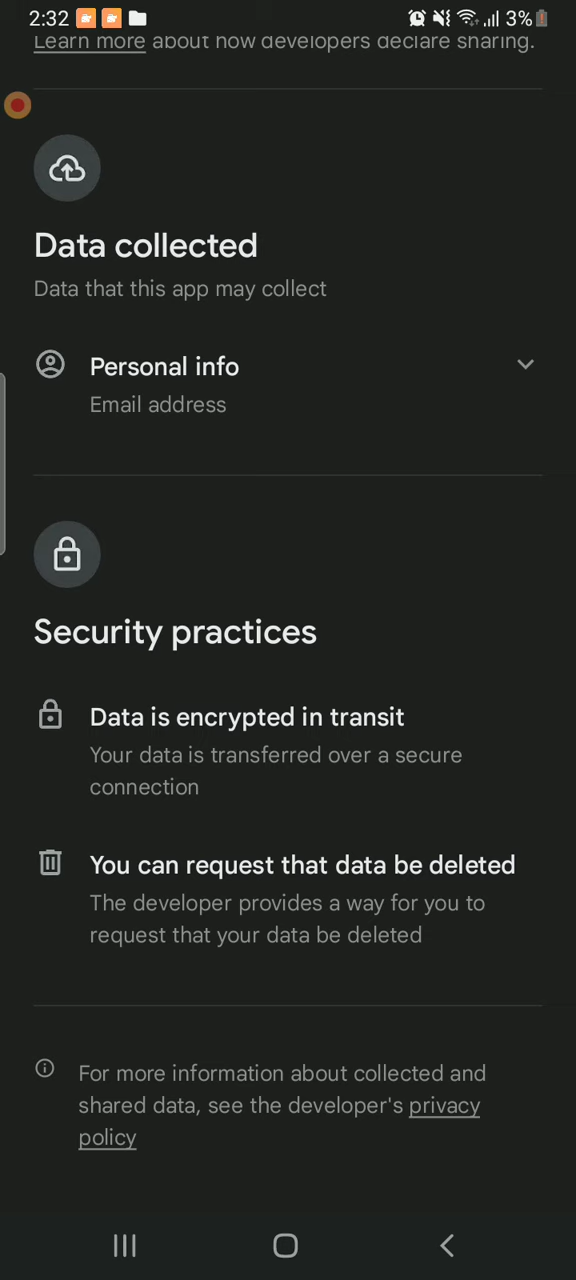 2:32
3%
Learn more about how developers declare sharing.
Data collected
Data that this app may collect
Personal info
Email address
Security practices
Data is encrypted in transit
Your data is transferred over a secure
connection
You can request that data be deleted
The developer provides a way for you to
request that your data be deleted
For more information about collected and
shared data, see the developer's privacy
policy